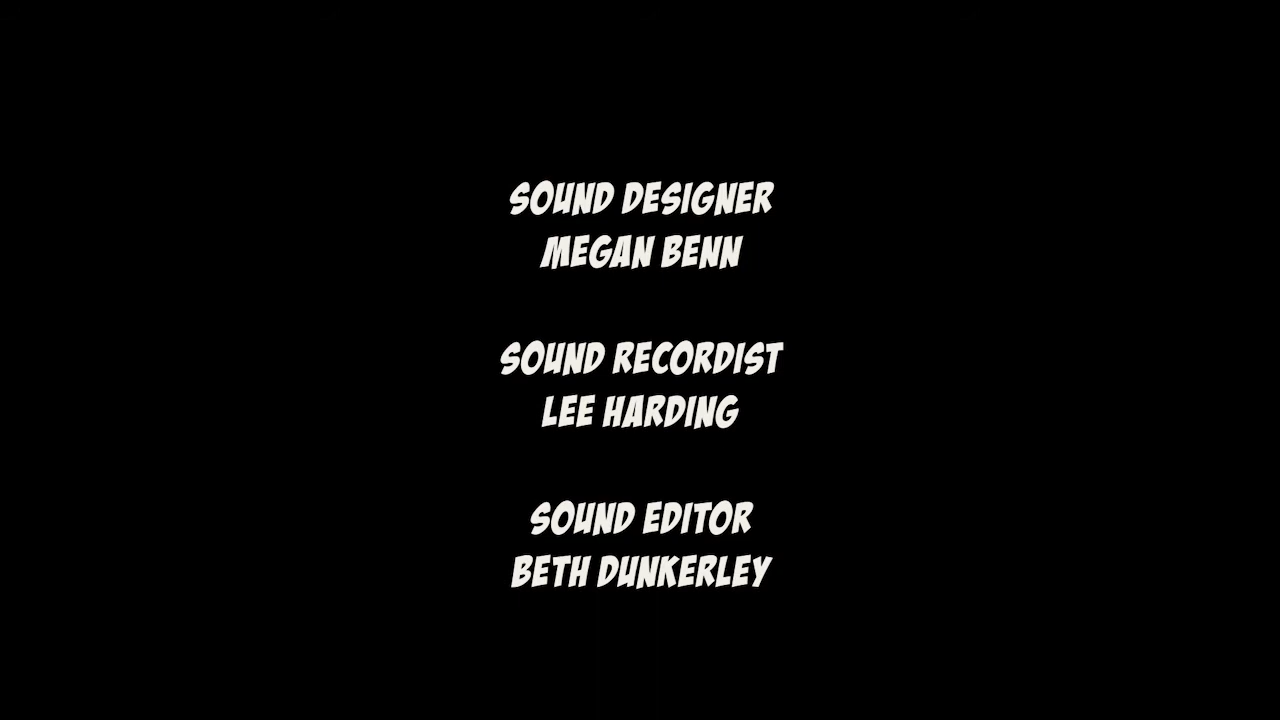 SOUND DESIGNER
MEGAN BENN
SOUND RECORDIST
LEE HARDING
SOUND EDITOR
BETH DUNKERLEY